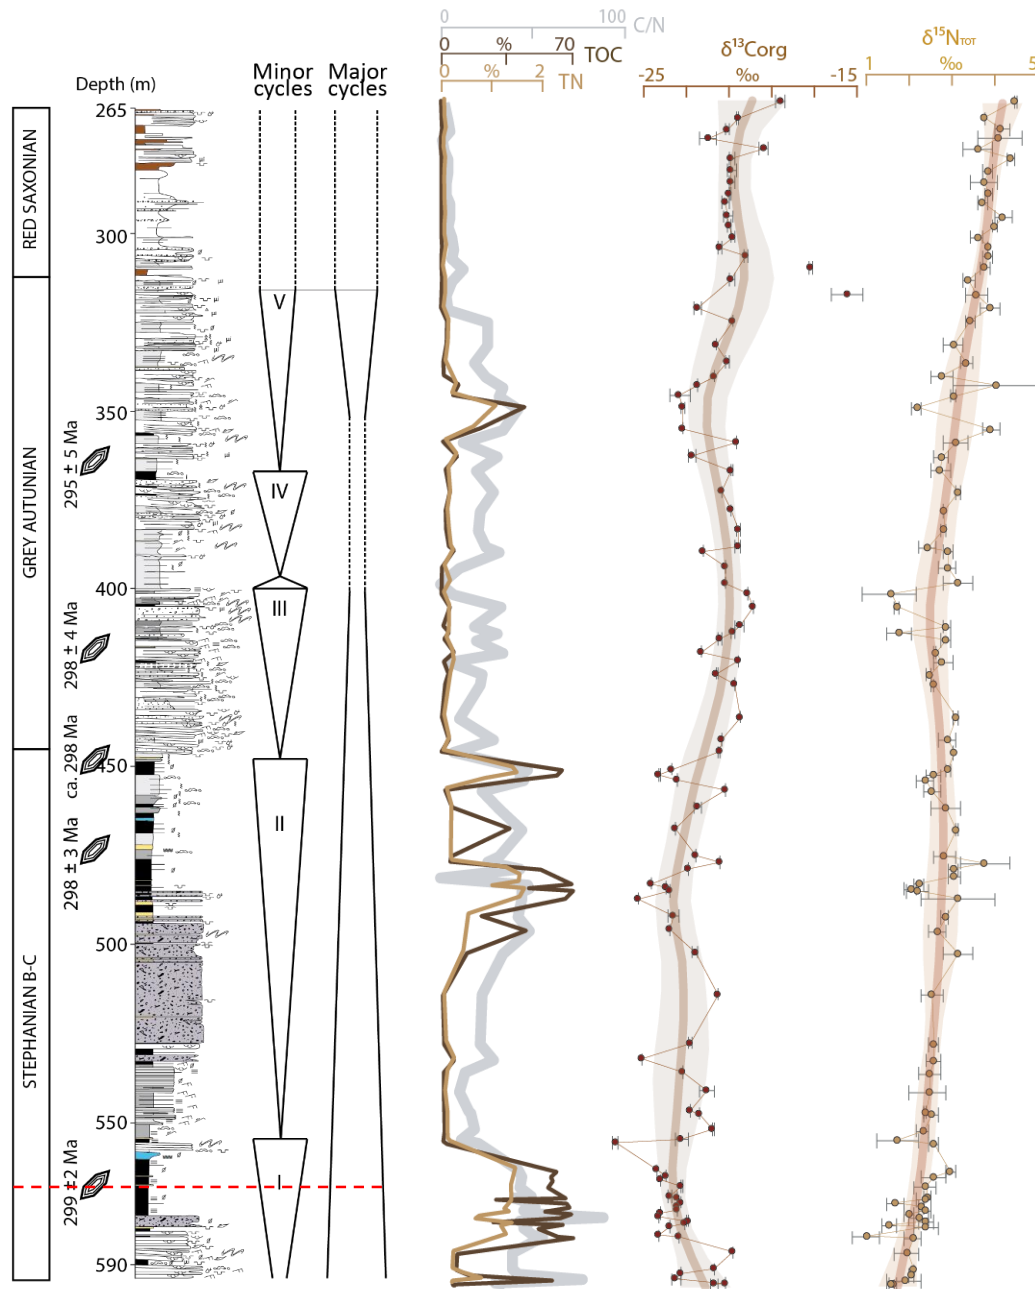 0 100 C/N
0 % 70 TOC
0 % 2 TN
δ13Corg
-25 ‰ -15
δ15NTOT
1 ‰ 5
Depth (m)
Minor cycles
Major cycles
265
300
350
400
450
500
550
590
RED SAXONIAN
GREY AUTUNIAN
STEPHANIAN B-C
295 ± 5 Ma
298 ± 4 Ma
ca. 298 Ma
298 ± 3 Ma
299 ± 2 Ma
V
IV
III
II
I